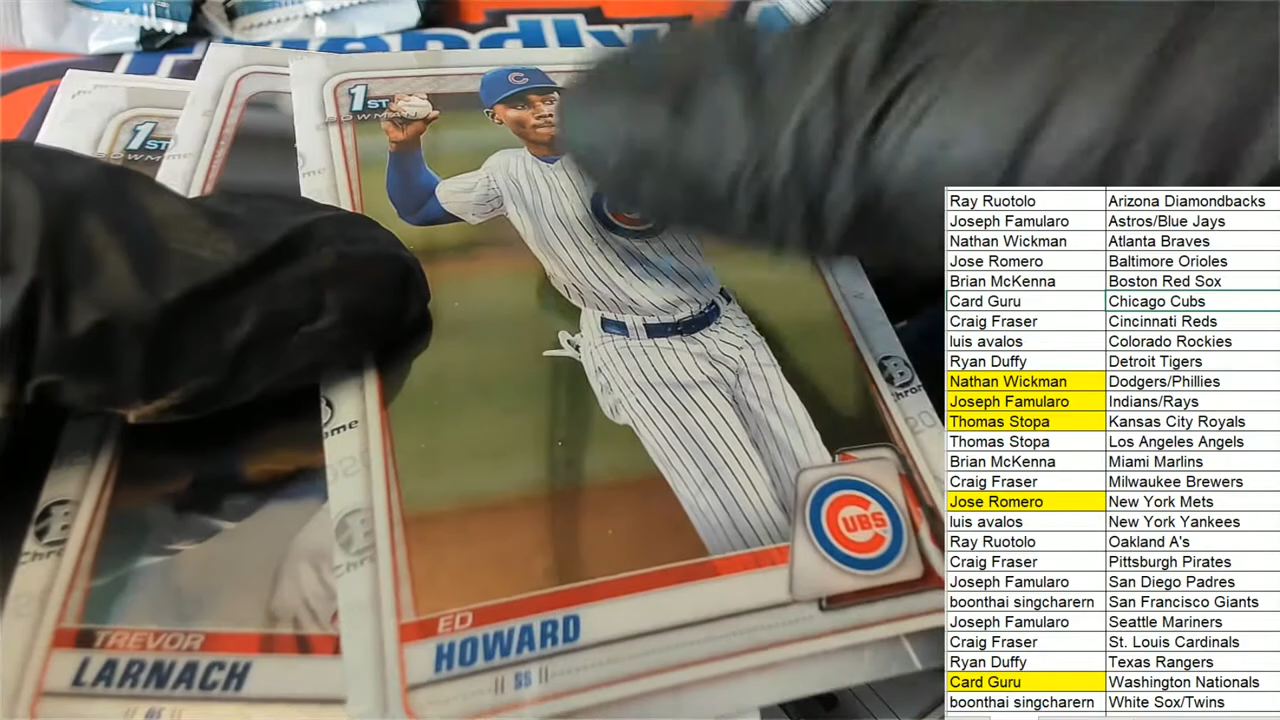 Friendly
1ST
BOWMAN
1ST
BOWM
C
B
chrom
me
CUBS
ED
HOWARD
SS
TREVOR
LARNACH
OF
Ray Ruotolo Arizona Diamondbacks
Joseph Famularo Astros/Blue Jays
Nathan Wickman Atlanta Braves
Jose Romero Baltimore Orioles
Brian McKenna Boston Red Sox
Card Guru Chicago Cubs
Craig Fraser Cincinnati Reds
luis avalos Colorado Rockies
Ryan Duffy Detroit Tigers
Nathan Wickman Dodgers/Phillies
Joseph Famularo Indians/Rays
Thomas Stopa Kansas City Royals
Thomas Stopa Los Angeles Angels
Brian McKenna Miami Marlins
Craig Fraser Milwaukee Brewers
Jose Romero New York Mets
luis avalos New York Yankees
Ray Ruotolo Oakland A's
Craig Fraser Pittsburgh Pirates
Joseph Famularo San Diego Padres
boonthai singcharern San Francisco Giants
Joseph Famularo Seattle Mariners
Craig Fraser St. Louis Cardinals
Ryan Duffy Texas Rangers
Card Guru Washington Nationals
boonthai singcharern White Sox/Twins